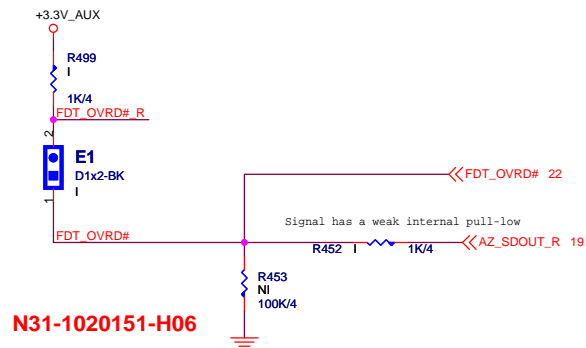 +3.3V_AUX
R499
I
1K/4
FDT_OVRD#_R
2
E1
D1x2-BK
I
1
FDT_OVRD# 22
Signal has a weak internal pull-low
FDT_OVRD#
R452 I 1K/4
AZ_SDOUT_R 19
R453
NI
100K/4
N31-1020151-H06